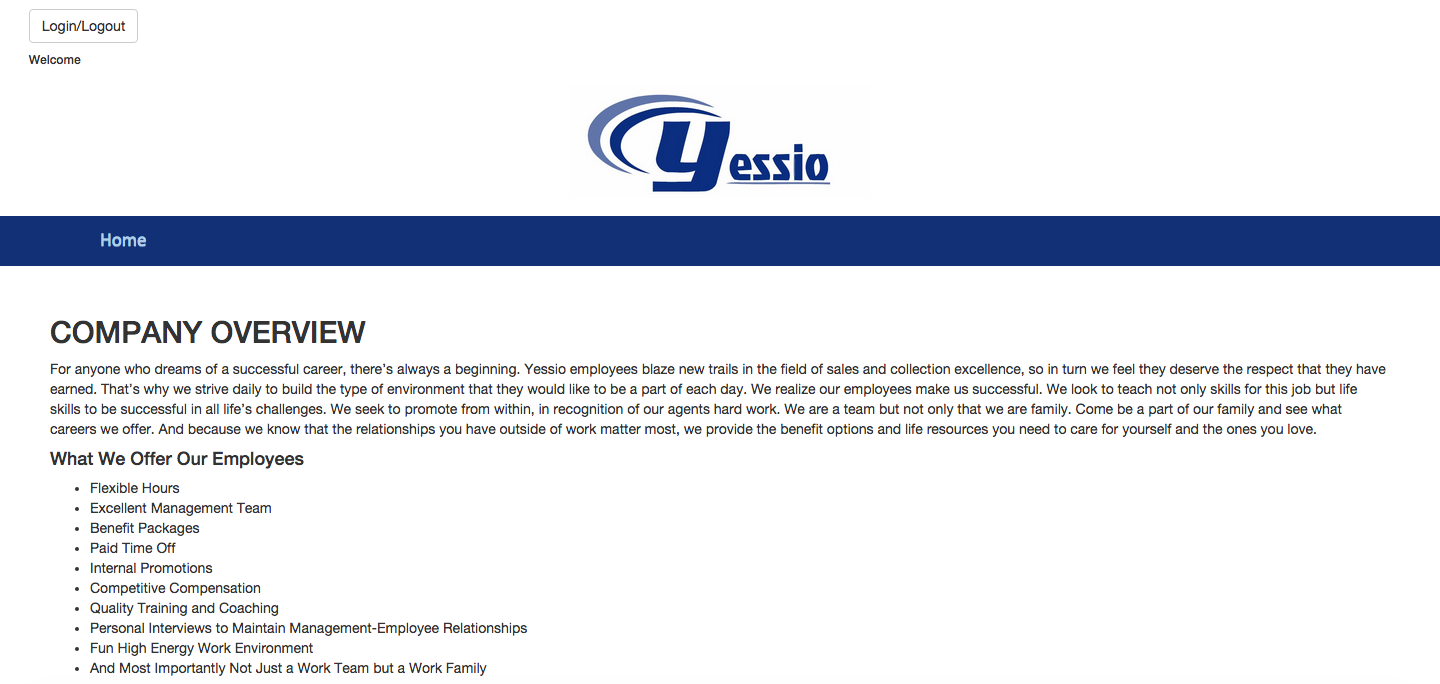 Login/Logout
Welcome
Yessio
Home
COMPANY OVERVIEW
For anyone who dreams of a successful career, there's always a beginning. Yessio employees blaze new trails in the field of sales and collection excellence, so in turn we feel they deserve the respect that they have
earned. That's why we strive daily to build the type of environment that they would like to be a part of each day. We realize our employees make us successful. We look to teach not only skills for this job but life
skills to be successful in all life's challenges. We seek to promote from within, in recognition of our agents hard work. We are a team but not only that we are family. Come be a part of our family and see what
careers we offer. And because we know that the relationships you have outside of work matter most, we provide the benefit options and life resources you need to care for yourself and the ones you love.
What We Offer Our Employees
• Flexible Hours
• Excellent Management Team
• Benefit Packages
• Paid Time Off
• Internal Promotions
• Competitive Compensation
• Quality Training and Coaching
• Personal Interviews to Maintain Management-Employee Relationships
• Fun High Energy Work Environment
• And Most Importantly Not Just a Work Team but a Work Family